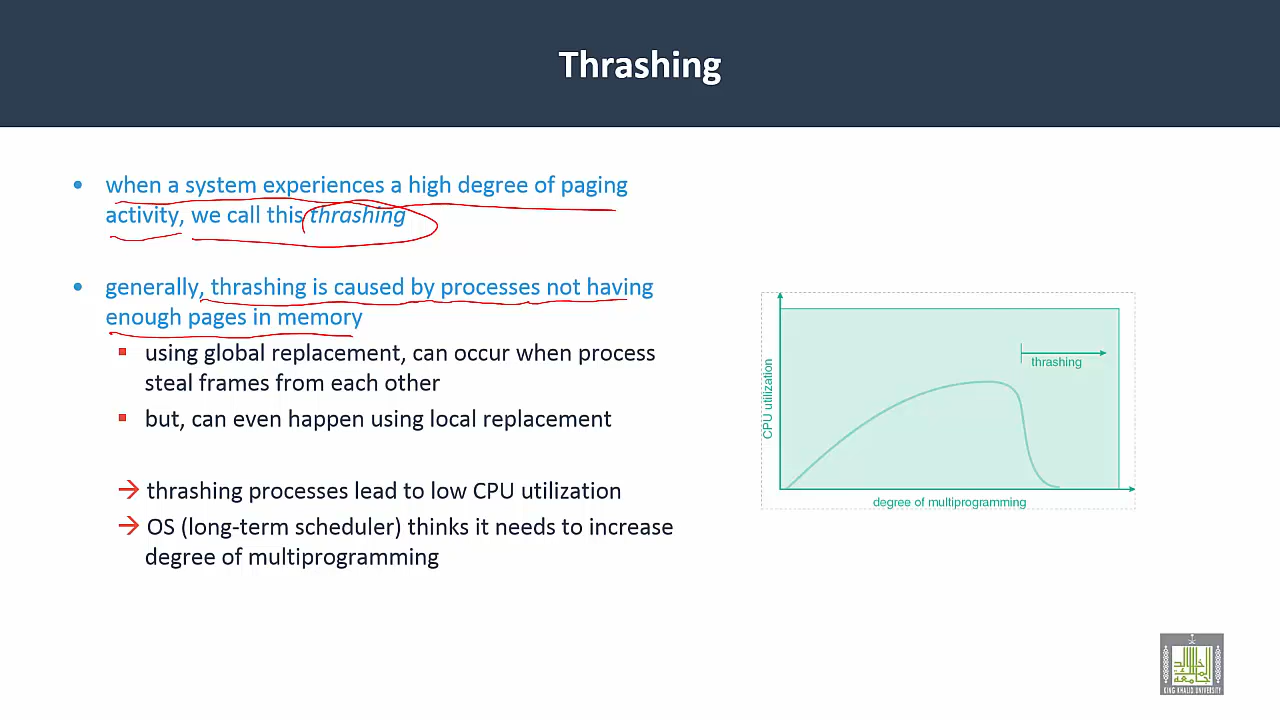 Thrashing
• when a system experiences a high degree of paging
activity, we call this thrashing
• generally, thrashing is caused by processes not having
enough pages in memory
▪ using global replacement, can occur when process
steal frames from each other
▪ but, can even happen using local replacement
→ thrashing processes lead to low CPU utilization
→ OS (long-term scheduler) thinks it needs to increase
degree of multiprogramming
CPU utilization
thrashing
degree of multiprogramming
KING KHALID UNIVERSITY